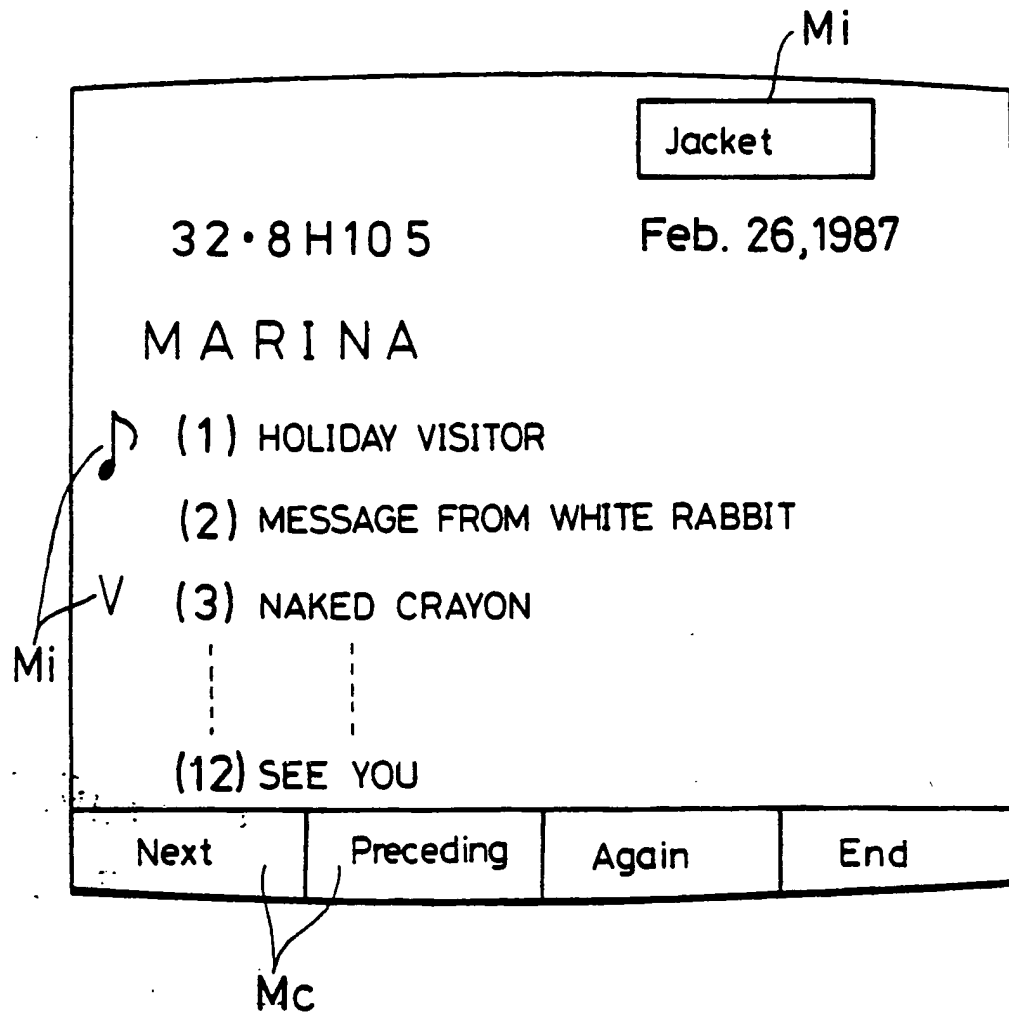 Mi
Jacket
32·8H105 Feb. 26,1987
MARINA
♪ (1) HOLIDAY VISITOR
(2) MESSAGE FROM WHITE RABBIT
V (3) NAKED CRAYON
Mi
(12) SEE YOU
Next Preceding Again End
Mc